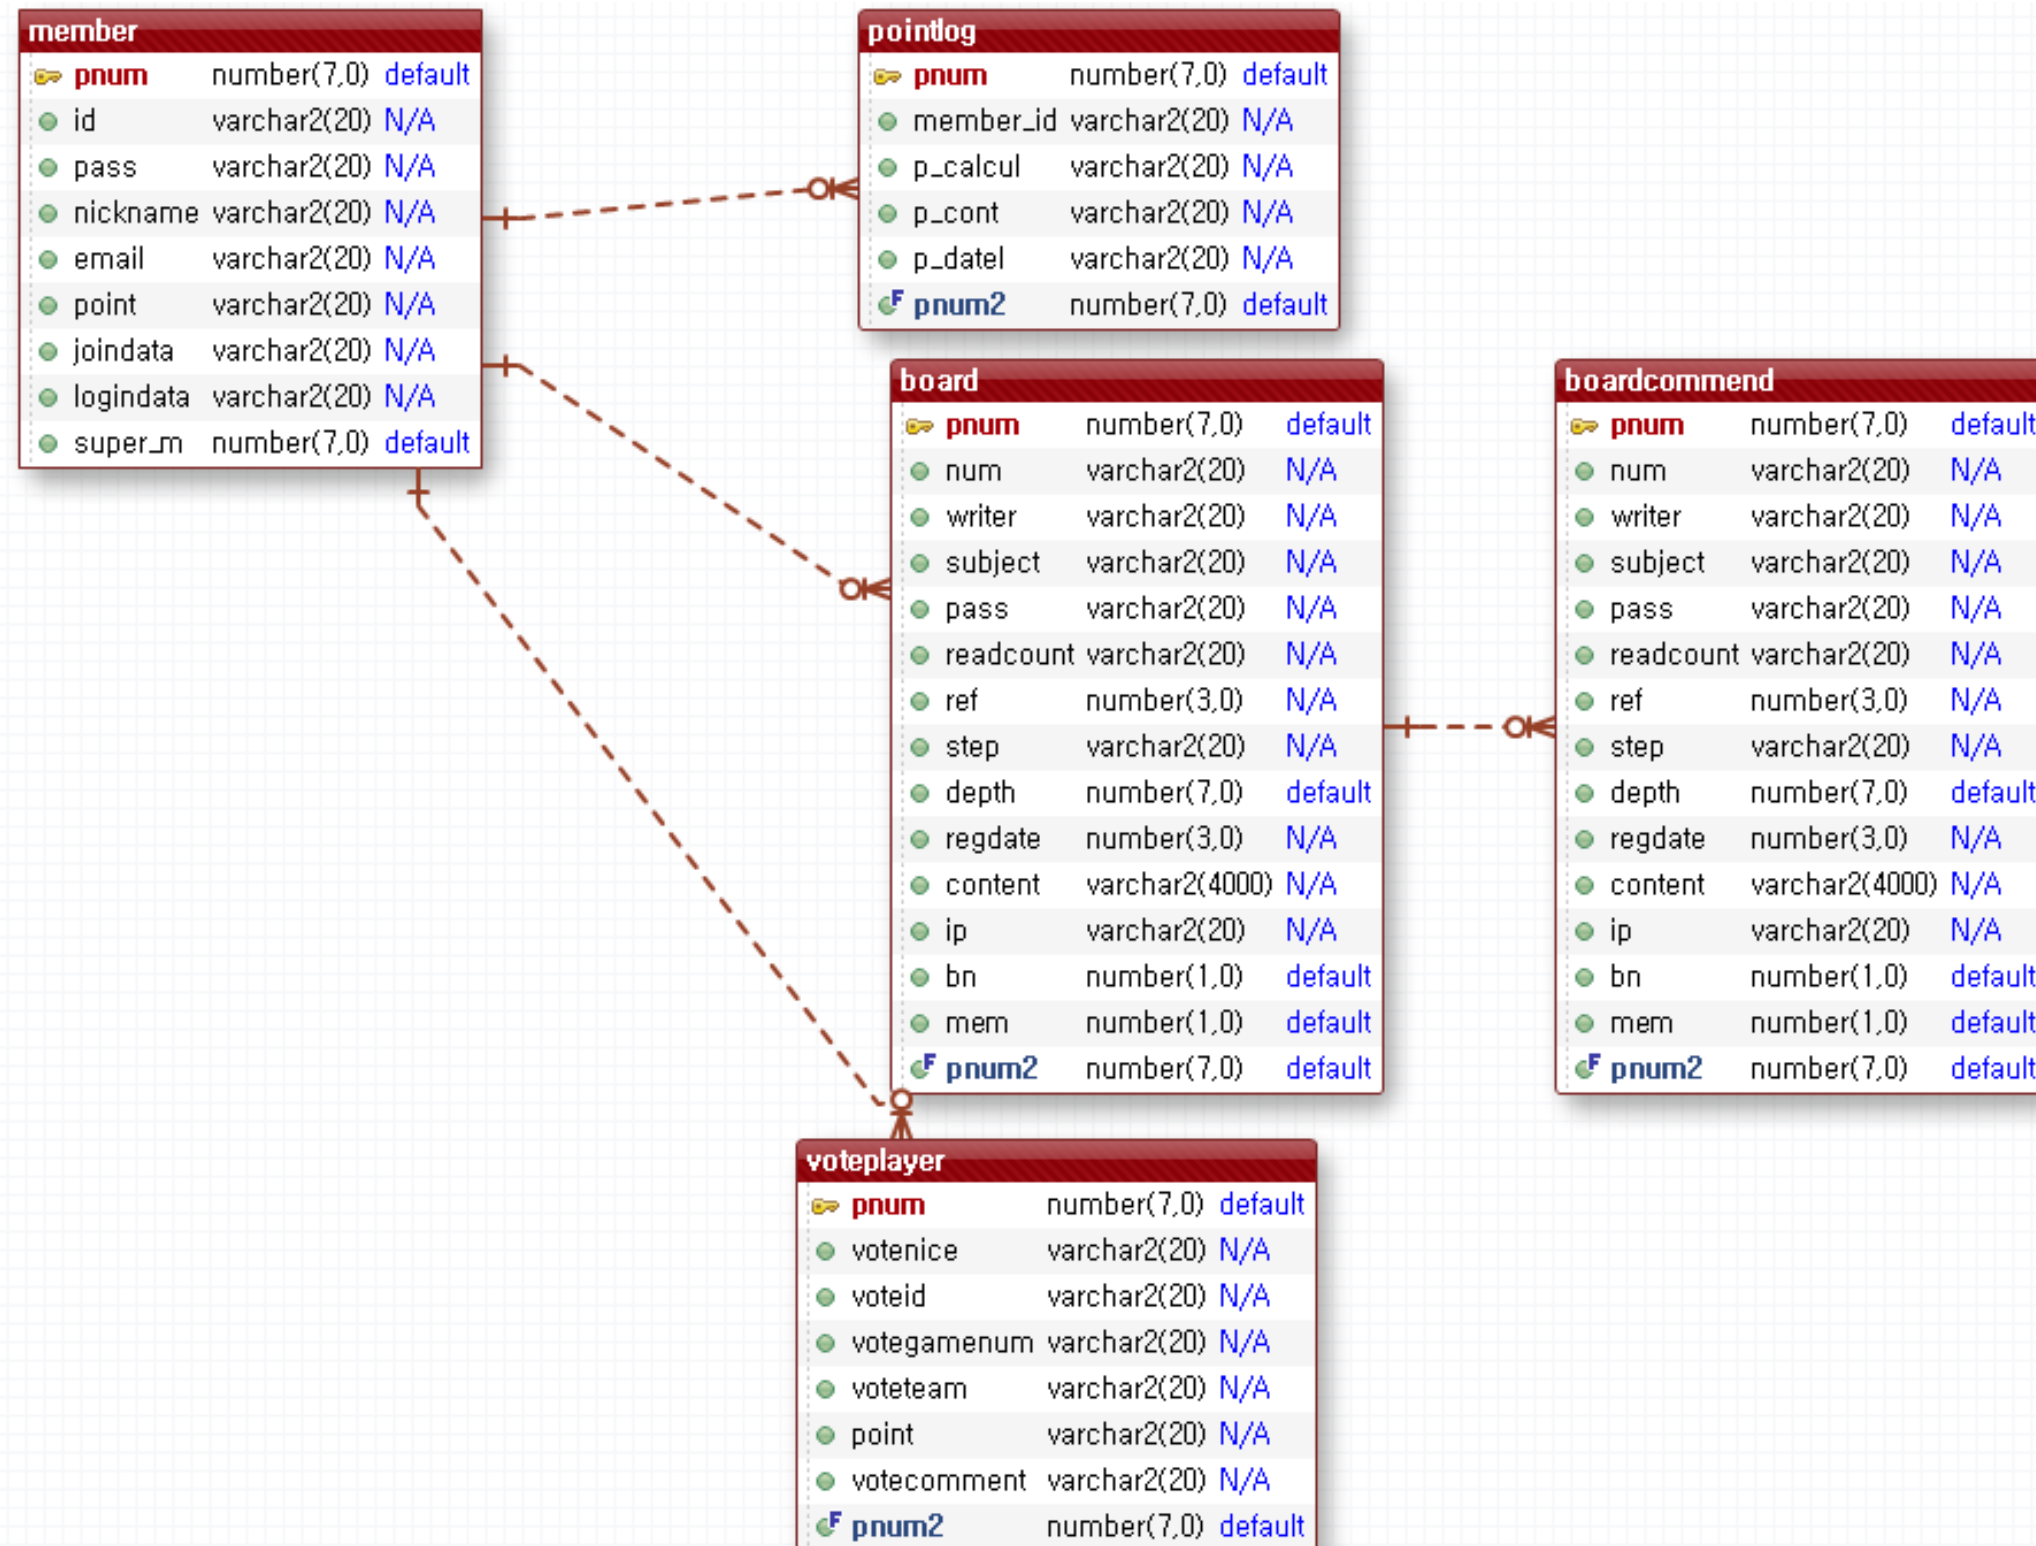 member
pnum number(7,0) default
id varchar2(20) N/A
pass varchar2(20) N/A
nickname varchar2(20) N/A
email varchar2(20) N/A
point varchar2(20) N/A
joindata varchar2(20) N/A
logindata varchar2(20) N/A
super_m number(7,0) default
pointlog
pnum number(7,0) default
member_id varchar2(20) N/A
p_calcul varchar2(20) N/A
p_cont varchar2(20) N/A
p_datel varchar2(20) N/A
F pnum2 number(7,0) default
board
pnum number(7,0) default
num varchar2(20) N/A
writer varchar2(20) N/A
subject varchar2(20) N/A
pass varchar2(20) N/A
readcount varchar2(20) N/A
ref number(3,0) N/A
step varchar2(20) N/A
depth number(7,0) default
regdate number(3,0) N/A
content varchar2(4000) N/A
ip varchar2(20) N/A
bn number(1,0) default
mem number(1,0) default
F pnum2 number(7,0) default
boardcommend
pnum number(7,0) default
num varchar2(20) N/A
writer varchar2(20) N/A
subject varchar2(20) N/A
pass varchar2(20) N/A
readcount varchar2(20) N/A
ref number(3,0) N/A
step varchar2(20) N/A
depth number(7,0) default
regdate number(3,0) N/A
content varchar2(4000) N/A
ip varchar2(20) N/A
bn number(1,0) default
mem number(1,0) default
F pnum2 number(7,0) default
voteplayer
pnum number(7,0) default
votenice varchar2(20) N/A
voteid varchar2(20) N/A
votegamenum varchar2(20) N/A
voteteam varchar2(20) N/A
point varchar2(20) N/A
votecomment varchar2(20) N/A
F pnum2 number(7,0) default